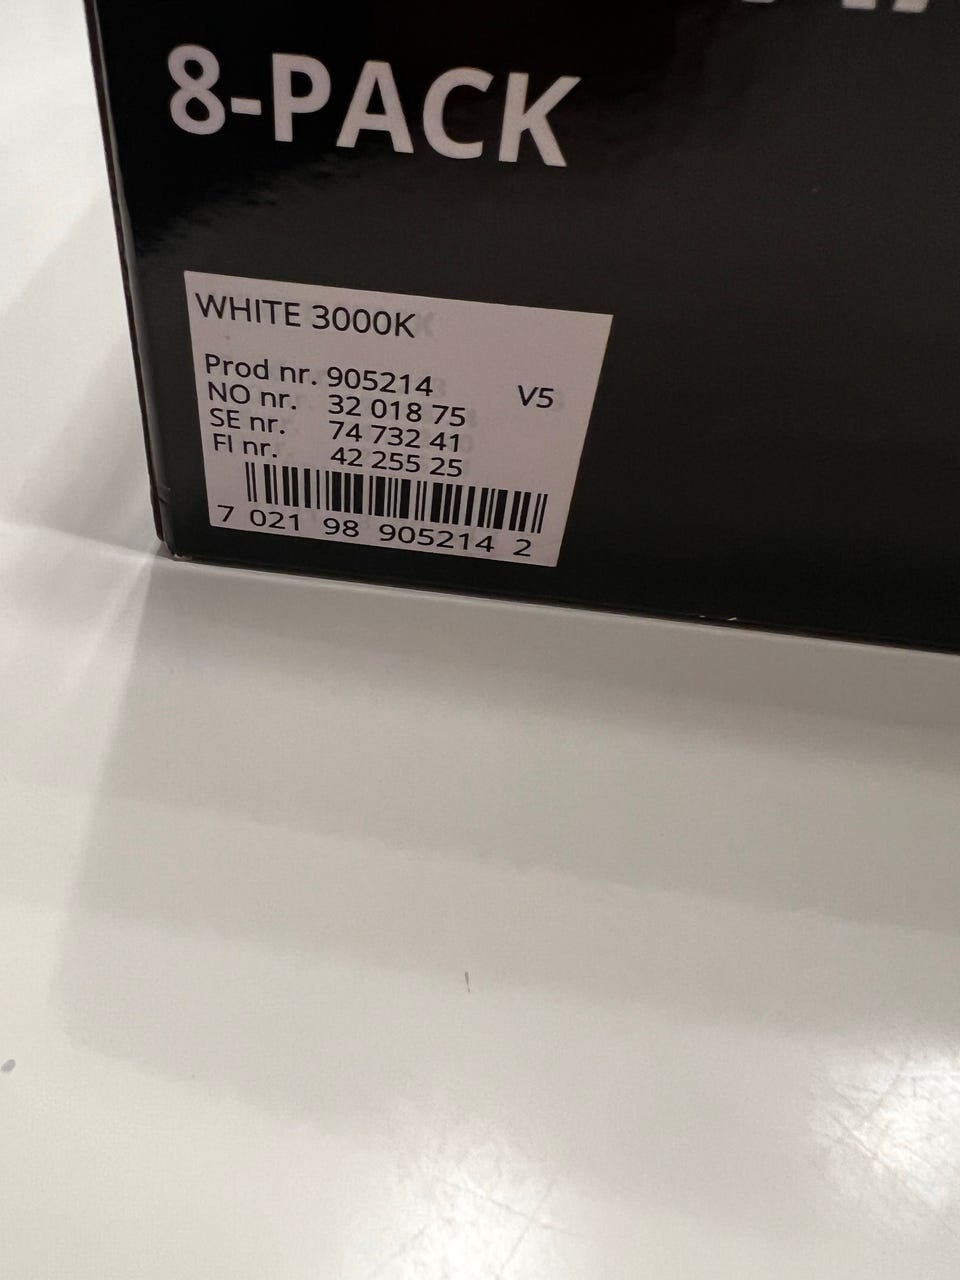 8-PACK
WHITE 3000K
Prod nr. 905214
V5
NO nr. 32 018 75
SE nr. 74 732 41
FI nr. 42 255 25
7 021 98 905214 2